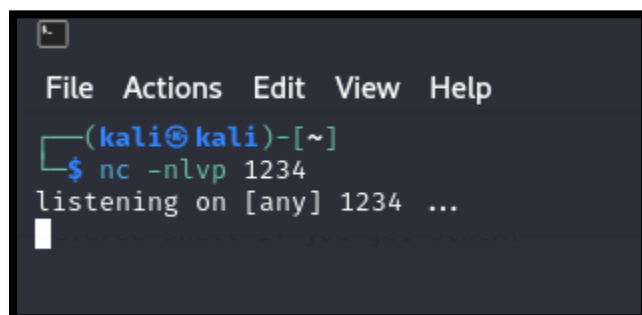 File Actions Edit View Help
┌──(kali㉿kali)-[~]
└─$ nc -nlvp 1234
listening on [any] 1234 ...